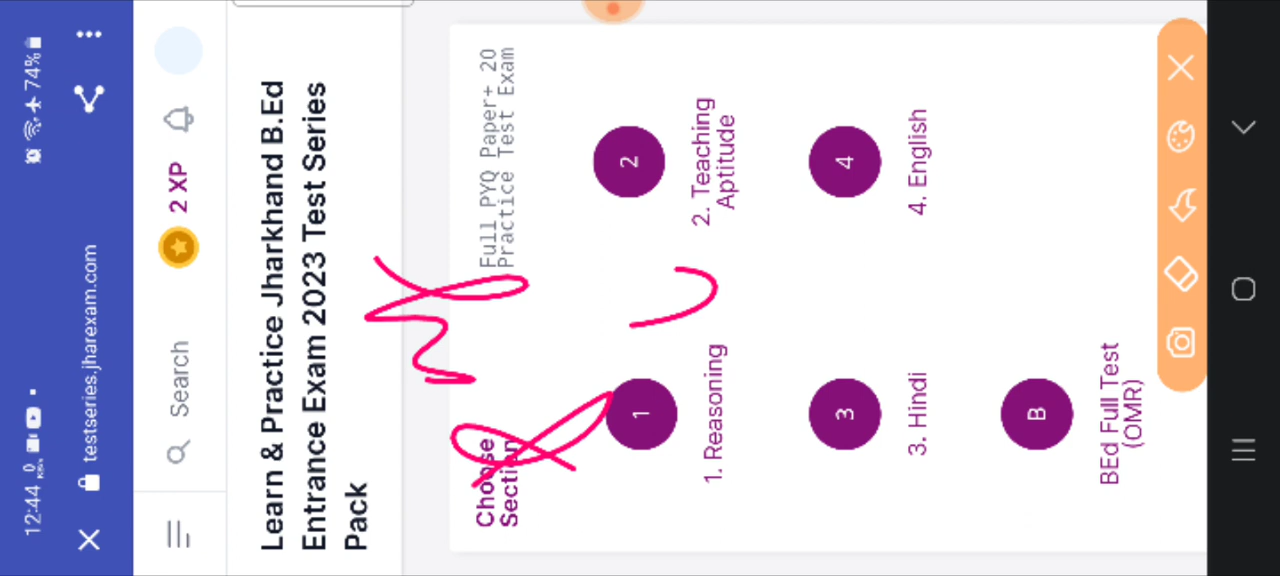 12:44 0 KB/s 74%
testseries.jharexam.com
Search 2 XP
Learn & Practice Jharkhand B.Ed
Entrance Exam 2023 Test Series
Pack
Choose
Section
Full PYQ Paper+ 20
Practice Test Exam
1
1. Reasoning
2
2. Teaching
Aptitude
3
3. Hindi
4
4. English
B
BEd Full Test
(OMR)